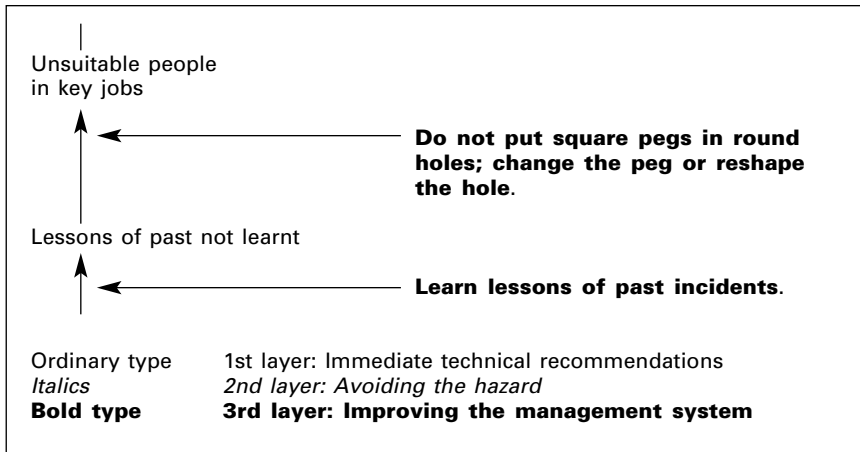 Unsuitable people
in key jobs
Do not put square pegs in round
holes; change the peg or reshape
the hole.
Lessons of past not learnt
Learn lessons of past incidents.
Ordinary type 1st layer: Immediate technical recommendations
Italics 2nd layer: Avoiding the hazard
Bold type 3rd layer: Improving the management system